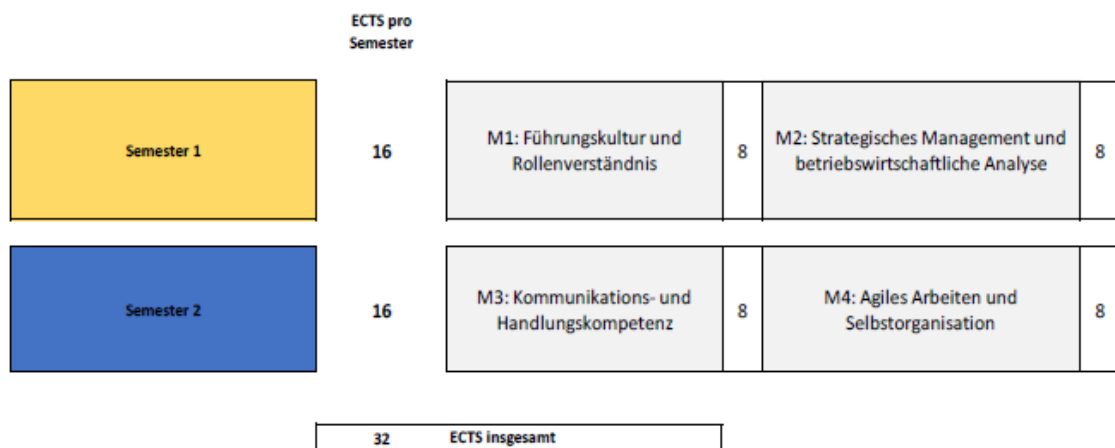 ECTS pro
Semester
Semester 1
16
M1: Führungskultur und
Rollenverständnis
8
M2: Strategisches Management und
betriebswirtschaftliche Analyse
8
Semester 2
16
M3: Kommunikations- und
Handlungskompetenz
8
M4: Agiles Arbeiten und
Selbstorganisation
8
32 ECTS insgesamt